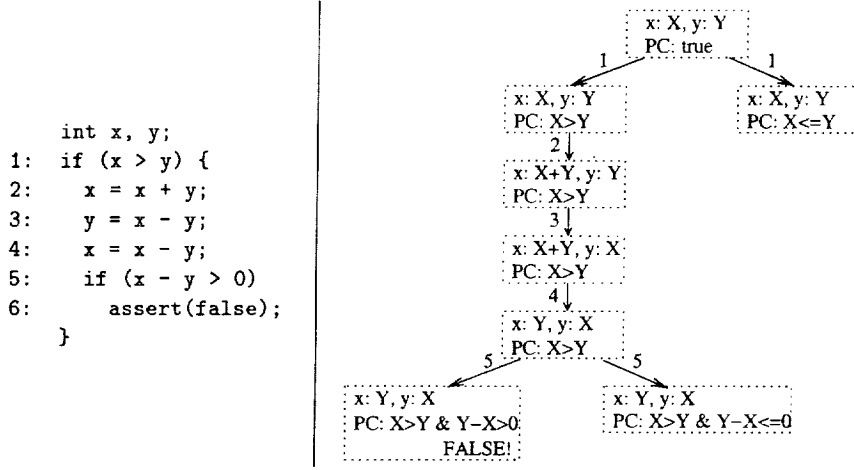 int x, y;
1: if (x > y) {
2: x = x + y;
3: y = x - y;
4: x = x - y;
5: if (x - y > 0)
6: assert(false);
}
x: X, y: Y
PC: true
1
1
x: X, y: Y
PC: X>Y
x: X, y: Y
PC: X<=Y
2
x: X+Y, y: Y
PC: X>Y
3
x: X+Y, y: X
PC: X>Y
4
x: Y, y: X
PC: X>Y
5
5
x: Y, y: X
PC: X>Y & Y−X>0
FALSE!
x: Y, y: X
PC: X>Y & Y−X<=0